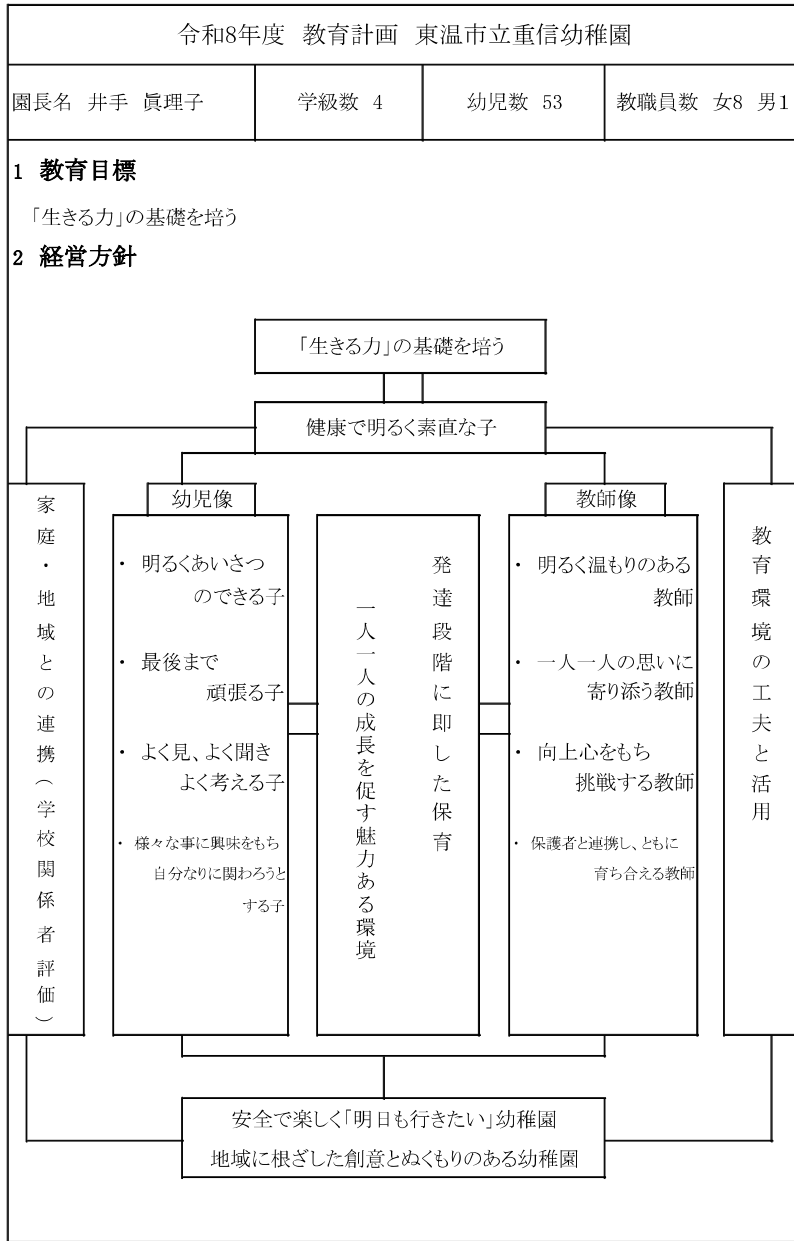 令和8年度 教育計画 東温市立重信幼稚園
園長名 井手 眞理子
学級数 4
幼児数 53
教職員数 女8 男1
1 教育目標
「生きる力」の基礎を培う
2 経営方針
「生きる力」の基礎を培う
健康で明るく素直な子
家庭・地域との連携(学校関係者評価)
幼児像
・ 明るくあいさつ
のできる子
・ 最後まで
頑張る子
・ よく見、よく聞き
よく考える子
・ 様々な事に興味をもち
自分なりに関わろうと
する子
発達段階に即した保育
一人一人の成長を促す魅力ある環境
教師像
・ 明るく温もりのある
教師
・ 一人一人の思いに
寄り添う教師
・ 向上心をもち
挑戦する教師
・ 保護者と連携し、ともに
育ち合える教師
教育環境の工夫と活用
安全で楽しく「明日も行きたい」幼稚園
地域に根ざした創意とぬくもりのある幼稚園